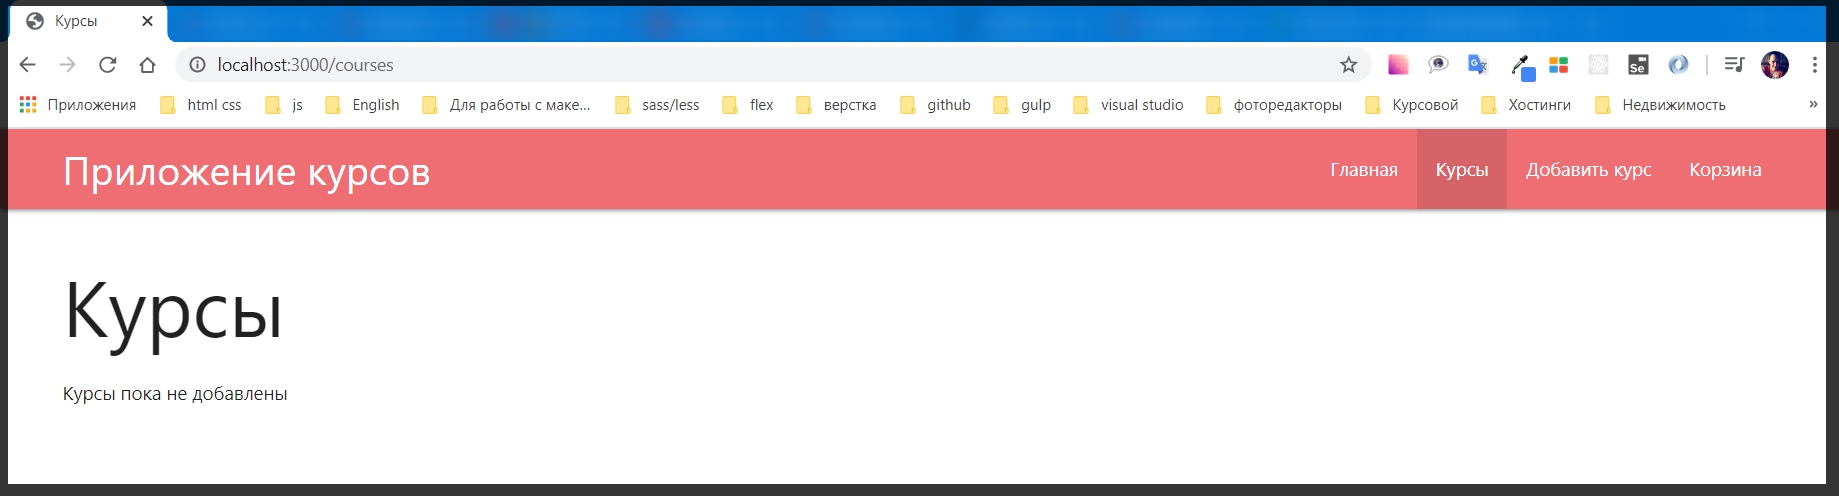 Курсы
localhost:3000/courses
Se
Приложения html css js English Для работы с маке... sass/less flex верстка github gulp visual studio фоторедакторы Курсовой Хостинги Недвижимость »
Приложение курсов Главная Курсы Добавить курс Корзина
Курсы
Курсы пока не добавлены